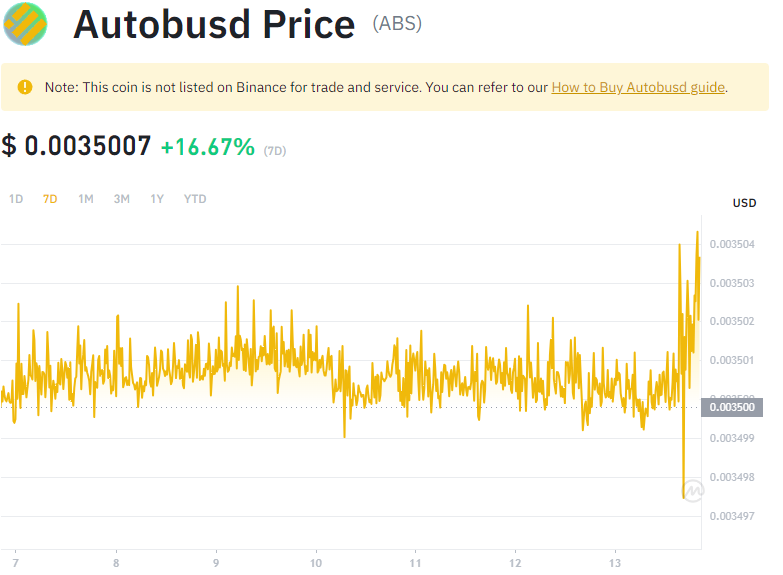 Autobusd Price (ABS)
Note: This coin is not listed on Binance for trade and service. You can refer to our How to Buy Autobusd guide.
$ 0.0035007 +16.67% (7D)
1D 7D 1M 3M 1Y YTD
USD
0.003504
0.003503
0.003502
0.003501
0.003500
0.003499
0.003498
0.003497
7 8 9 10 11 12 13